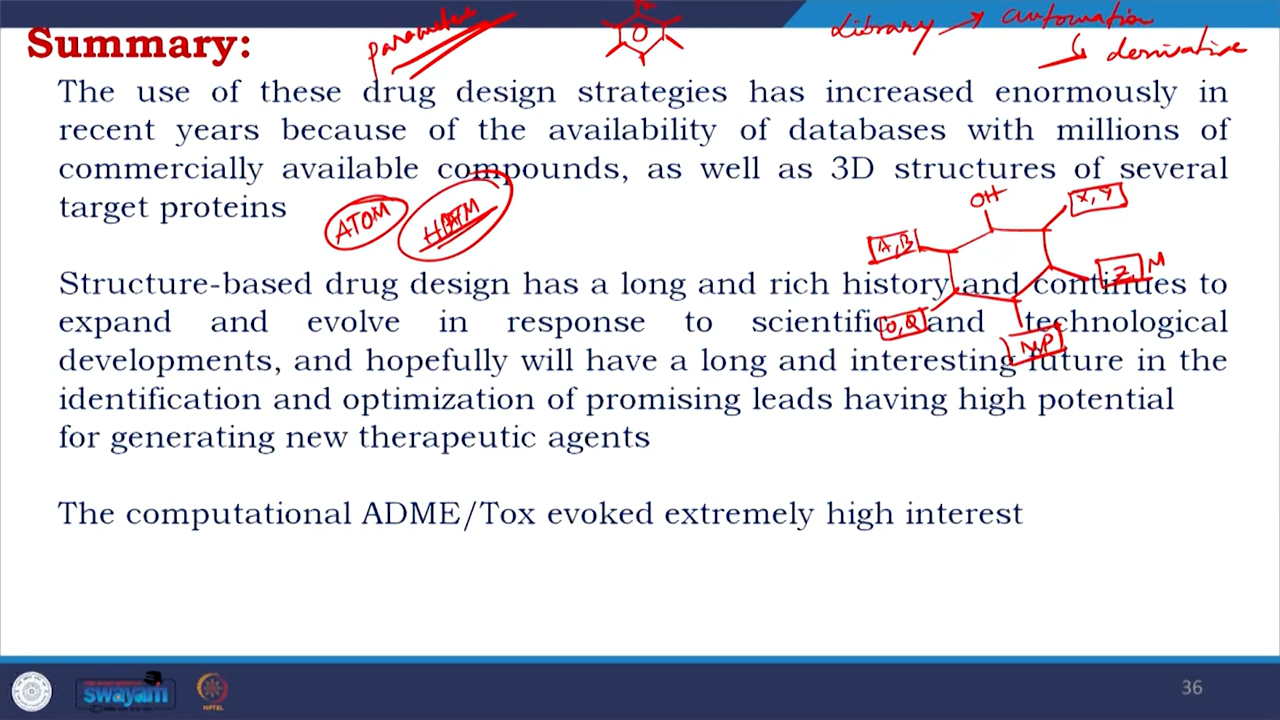 Summary:
parameter
Library → automation
→ derivative
The use of these drug design strategies has increased enormously in
recent years because of the availability of databases with millions of
commercially available compounds, as well as 3D structures of several
target proteins
ATOM
OH
X, Y
A, B
Z, M
O, Q
Structure-based drug design has a long and rich history and continues to
expand and evolve in response to scientific and technological
developments, and hopefully will have a long and interesting future in the
identification and optimization of promising leads having high potential
for generating new therapeutic agents
The computational ADME/Tox evoked extremely high interest
swayam
NPTEL
36